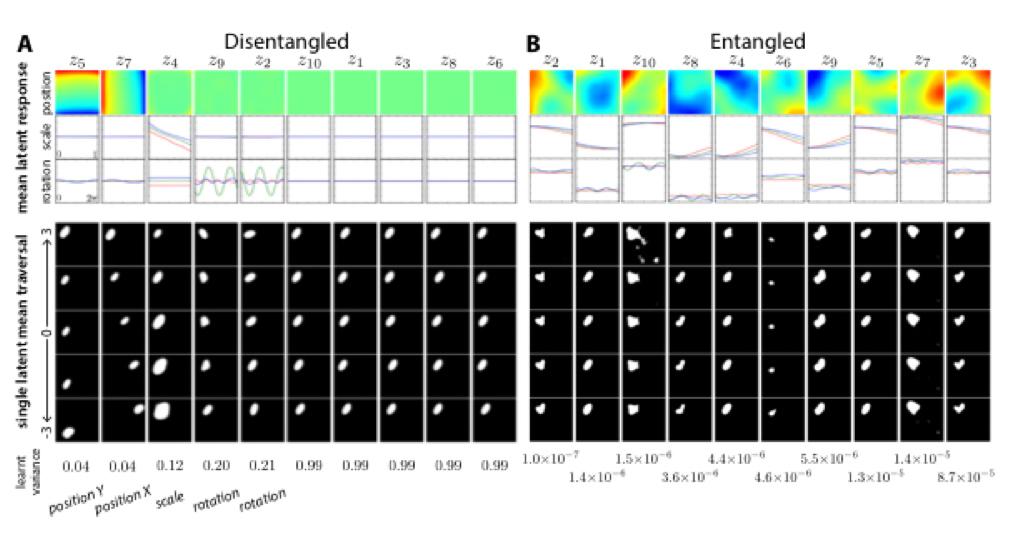 A
Disentangled
z5 z7 z4 z9 z2 z10 z1 z3 z8 z6
B
Entangled
z2 z1 z10 z8 z4 z6 z9 z5 z7 z3
mean latent response
position
scale
0 1
rotation
0 2π
single latent mean traversal
-3 0 3
learnt
variance
0.04 0.04 0.12 0.20 0.21 0.99 0.99 0.99 0.99 0.99
position Y position X scale rotation rotation
1.0×10⁻⁷ 1.5×10⁻⁶ 4.4×10⁻⁶ 5.5×10⁻⁶ 1.4×10⁻⁵
1.4×10⁻⁶ 3.6×10⁻⁶ 4.6×10⁻⁶ 1.3×10⁻⁵ 8.7×10⁻⁵